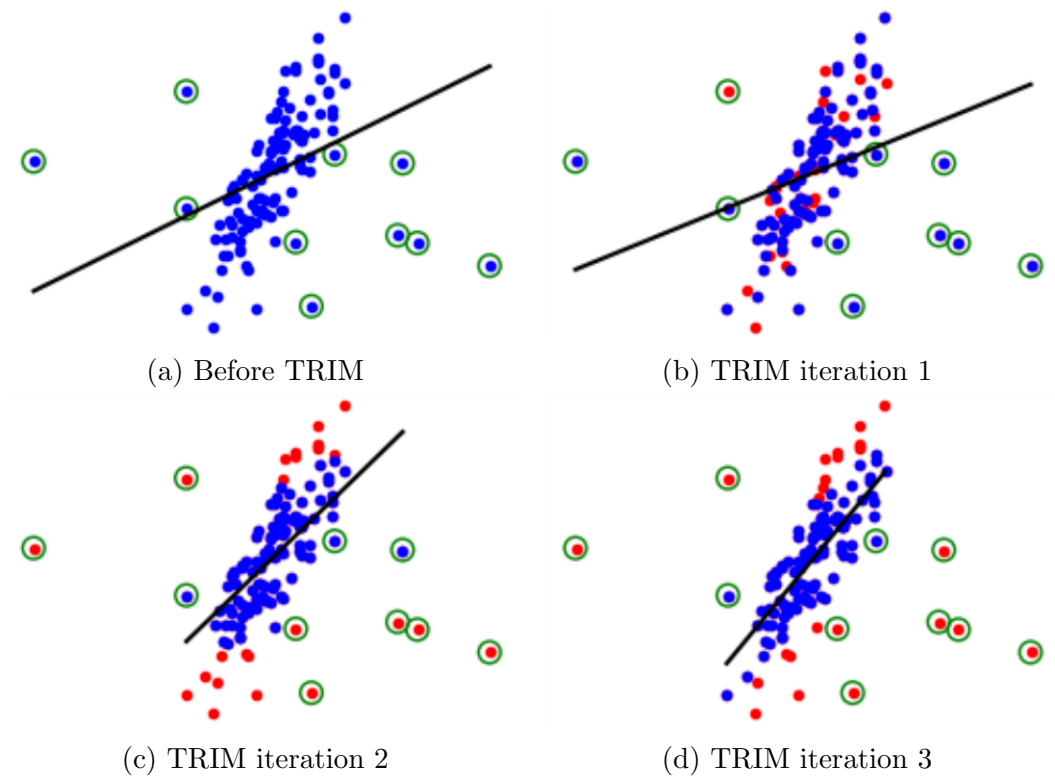 (a) Before TRIM
(b) TRIM iteration 1
(c) TRIM iteration 2
(d) TRIM iteration 3